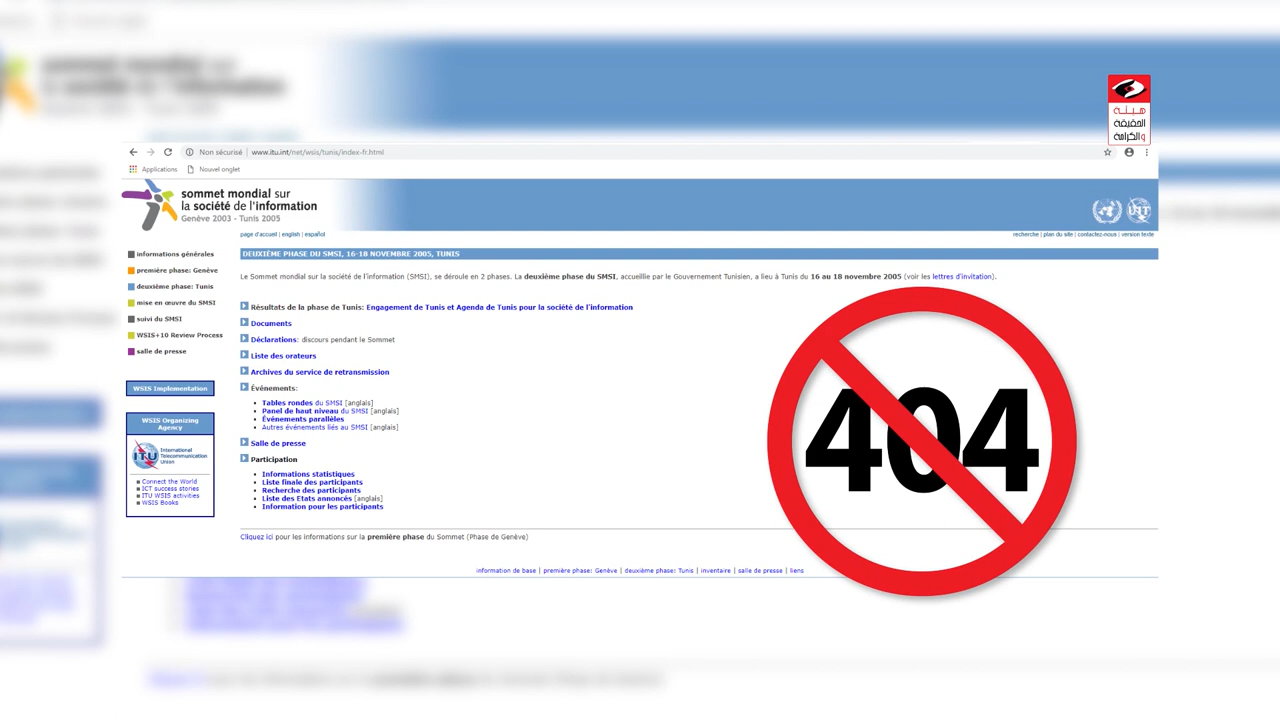 هيئة
الحقيقة
والكرامة
Non sécurisé | www.itu.int/net/wsis/tunis/index-fr.html
Applications Nouvel onglet
sommet mondial sur
la société de l'information
Genève 2003 - Tunis 2005
page d'accueil | english | español
recherche | plan du site | contactez-nous | version texte
informations générales
première phase: Genève
deuxième phase: Tunis
mise en œuvre du SMSI
suivi du SMSI
WSIS+10 Review Process
salle de presse
WSIS Implementation
WSIS Organizing
Agency
ITU
International
Telecommunication
Union
Connect the World
ICT success stories
ITU WSIS activities
WSIS Books
DEUXIÈME PHASE DU SMSI, 16-18 NOVEMBRE 2005, TUNIS
Le Sommet mondial sur la société de l'information (SMSI), se déroule en 2 phases. La deuxième phase du SMSI, accueillie par le Gouvernement Tunisien, a lieu à Tunis du 16 au 18 novembre 2005 (voir les lettres d'invitation).
Résultats de la phase de Tunis: Engagement de Tunis et Agenda de Tunis pour la société de l'information
Documents
Déclarations: discours pendant le Sommet
Liste des orateurs
Archives du service de retransmission
Événements:
Tables rondes du SMSI [anglais]
Panel de haut niveau du SMSI [anglais]
Événements parallèles
Autres événements liés au SMSI [anglais]
Salle de presse
Participation
Informations statistiques
Liste finale des participants
Recherche des participants
Liste des Etats annoncés [anglais]
Information pour les participants
404
Cliquez ici pour les informations sur la première phase du Sommet (Phase de Genève)
information de base | première phase: Genève | deuxième phase: Tunis | inventaire | salle de presse | liens